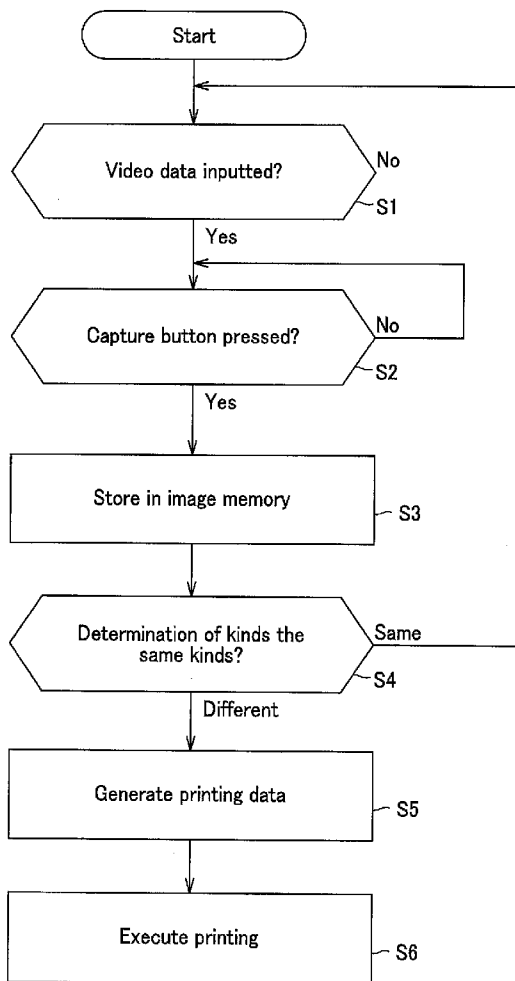 Start
Video data inputted?
No
S1
Yes
Capture button pressed?
No
S2
Yes
Store in image memory
S3
Determination of kinds the
same kinds?
Same
S4
Different
Generate printing data
S5
Execute printing
S6